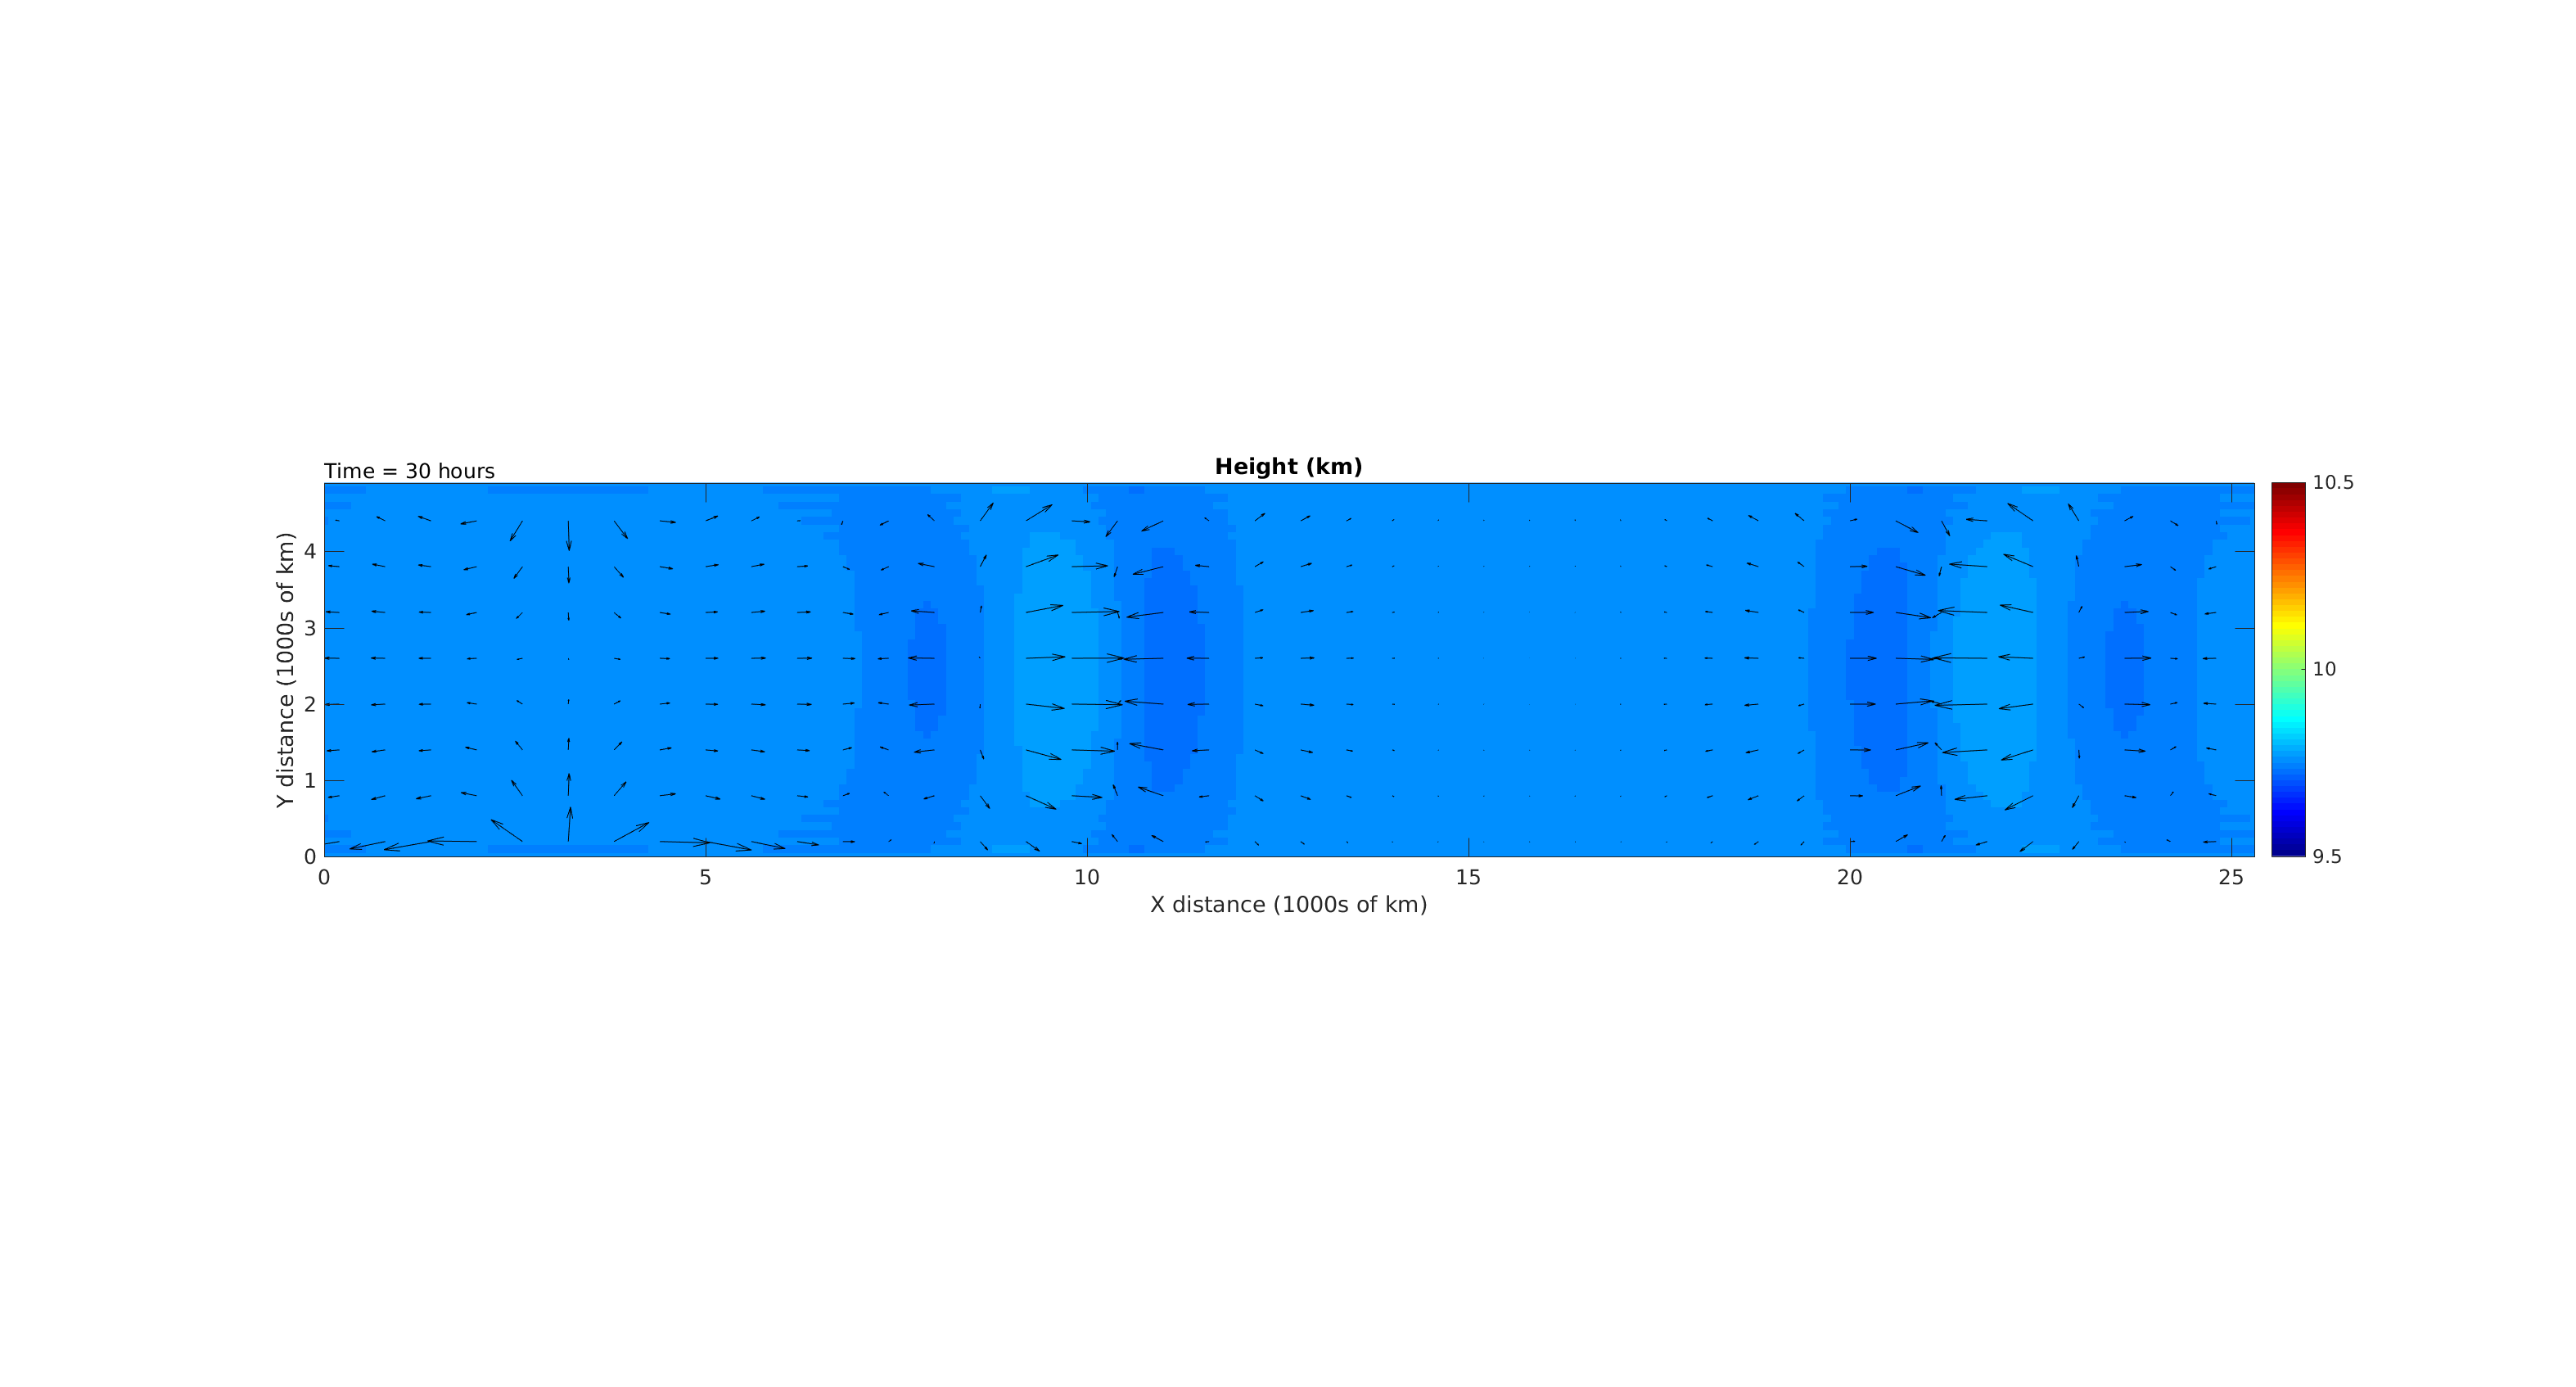 Time = 30 hours
Height (km)
Y distance (1000s of km)
4
3
2
1
0
0 5 10 15 20 25
X distance (1000s of km)
10.5
10
9.5